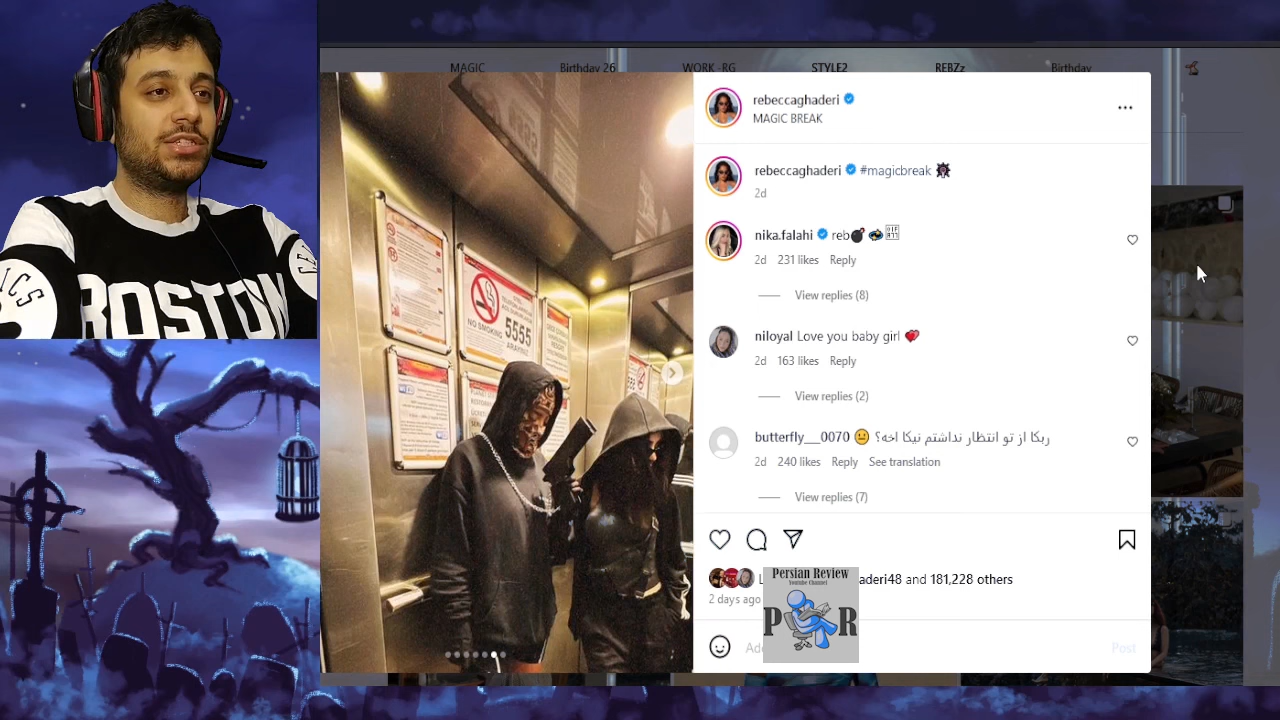 MAGIC
Birthday 26
WORK -RG
STYLE2
REBZz
Birthday
rebeccaghaderi
MAGIC BREAK
rebeccaghaderi #magicbreak
2d
nika.falahi reb
2d 231 likes Reply
View replies (8)
niloyal Love you baby girl
2d 163 likes Reply
View replies (2)
butterfly__0070 ربکا از تو انتظار نداشتم نیکا اخه؟
2d 240 likes Reply See translation
View replies (7)
aderi48 and 181,228 others
2 days ago
Post
Persian Review
Youtube Channel
P R
BOSTON
NO SMOKING
5555